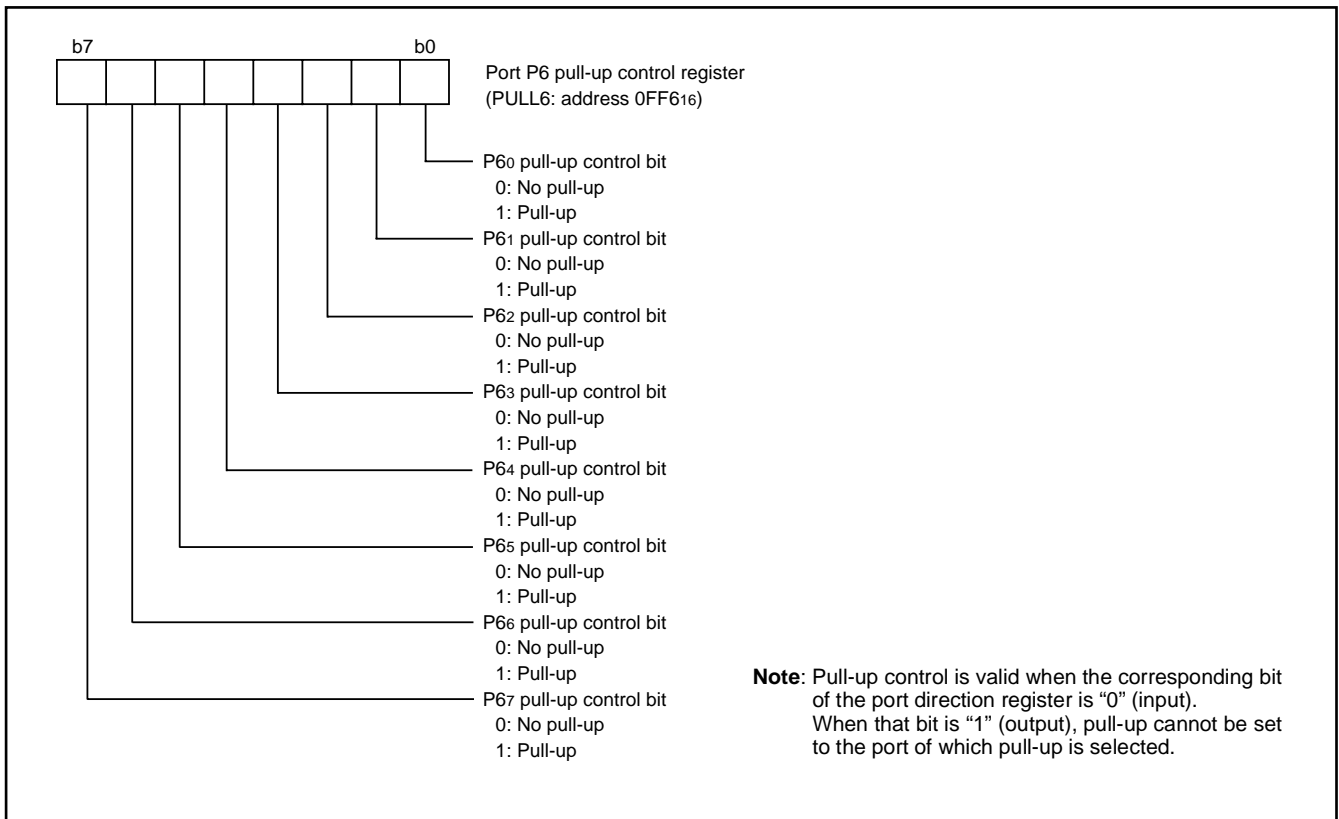 b7 b0
Port P6 pull-up control register
(PULL6: address 0FF616)
P60 pull-up control bit
0: No pull-up
1: Pull-up
P61 pull-up control bit
0: No pull-up
1: Pull-up
P62 pull-up control bit
0: No pull-up
1: Pull-up
P63 pull-up control bit
0: No pull-up
1: Pull-up
P64 pull-up control bit
0: No pull-up
1: Pull-up
P65 pull-up control bit
0: No pull-up
1: Pull-up
P66 pull-up control bit
0: No pull-up
1: Pull-up
P67 pull-up control bit
0: No pull-up
1: Pull-up
Note: Pull-up control is valid when the corresponding bit
of the port direction register is “0” (input).
When that bit is “1” (output), pull-up cannot be set
to the port of which pull-up is selected.